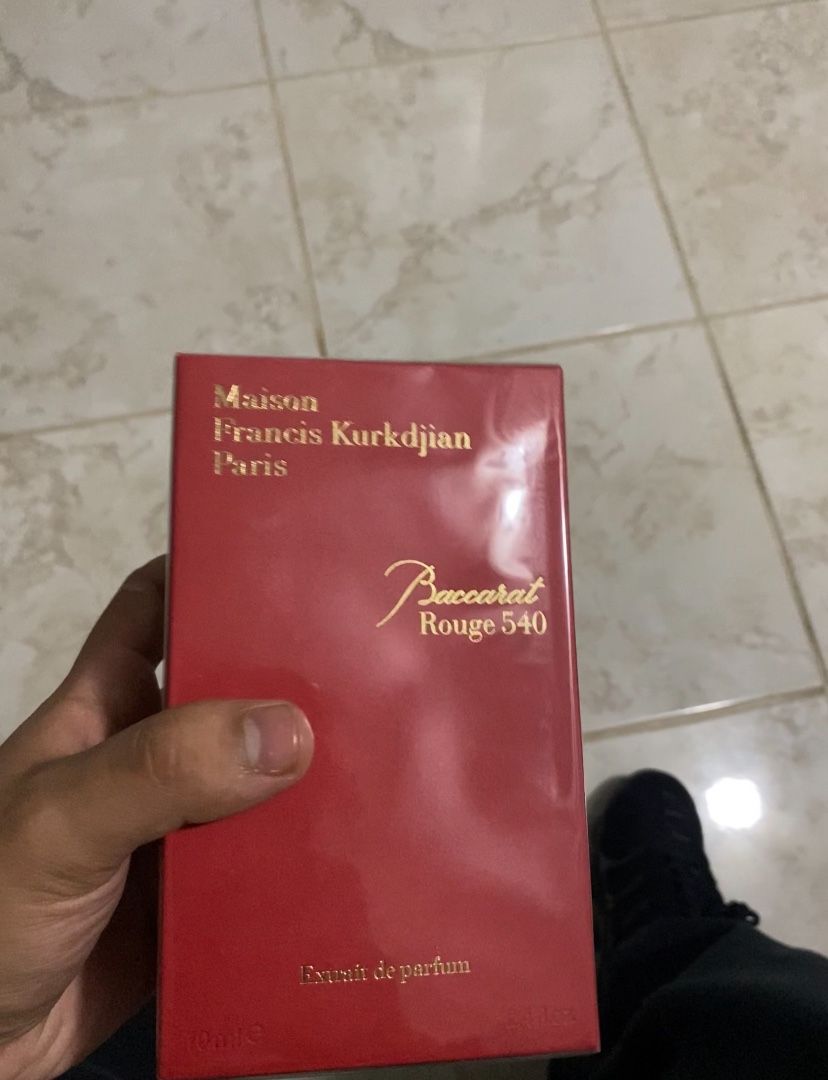 Maison
Francis Kurkdjian
Paris
Baccarat
Rouge 540
Extrait de parfum